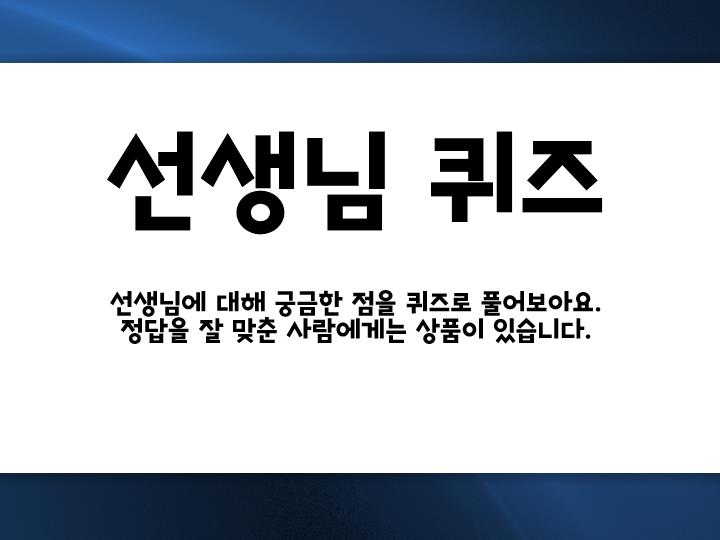 선생님 퀴즈
선생님에 대해 궁금한 점을 퀴즈로 풀어보아요.
정답을 잘 맞춘 사람에게는 상품이 있습니다.